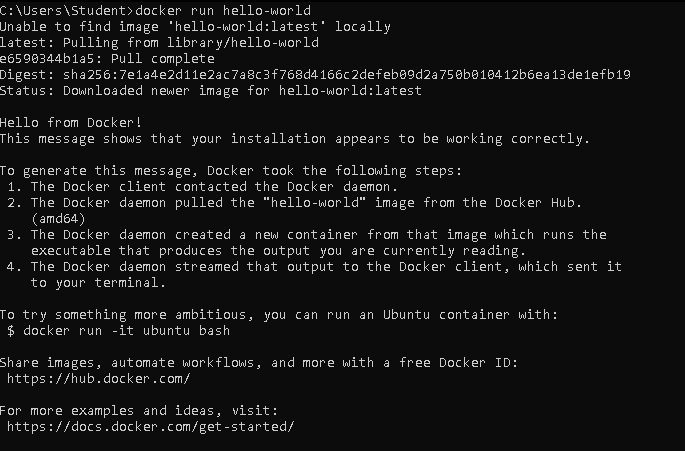 C:\Users\Student>docker run hello-world
Unable to find image 'hello-world:latest' locally
latest: Pulling from library/hello-world
e6590344b1a5: Pull complete
Digest: sha256:7e1a4e2d11e2ac7a8c3f768d4166c2defeb09d2a750b010412b6ea13de1efb19
Status: Downloaded newer image for hello-world:latest

Hello from Docker!
This message shows that your installation appears to be working correctly.

To generate this message, Docker took the following steps:
 1. The Docker client contacted the Docker daemon.
 2. The Docker daemon pulled the "hello-world" image from the Docker Hub.
    (amd64)
 3. The Docker daemon created a new container from that image which runs the
    executable that produces the output you are currently reading.
 4. The Docker daemon streamed that output to the Docker client, which sent it
    to your terminal.

To try something more ambitious, you can run an Ubuntu container with:
 $ docker run -it ubuntu bash

Share images, automate workflows, and more with a free Docker ID:
 https://hub.docker.com/

For more examples and ideas, visit:
 https://docs.docker.com/get-started/